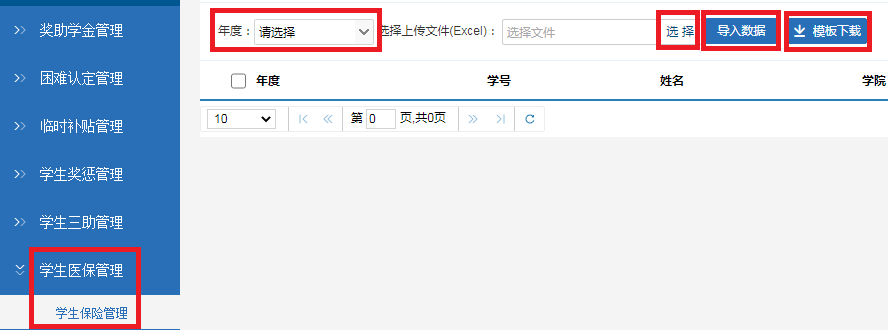 奖助学金管理
困难认定管理
临时补贴管理
学生奖惩管理
学生三助管理
学生医保管理
学生保险管理
年度： 请选择 选择上传文件(Excel)： 选择文件 选 择 导入数据 模板下载
年度 学号 姓名 学院
10 第 0 页,共0页